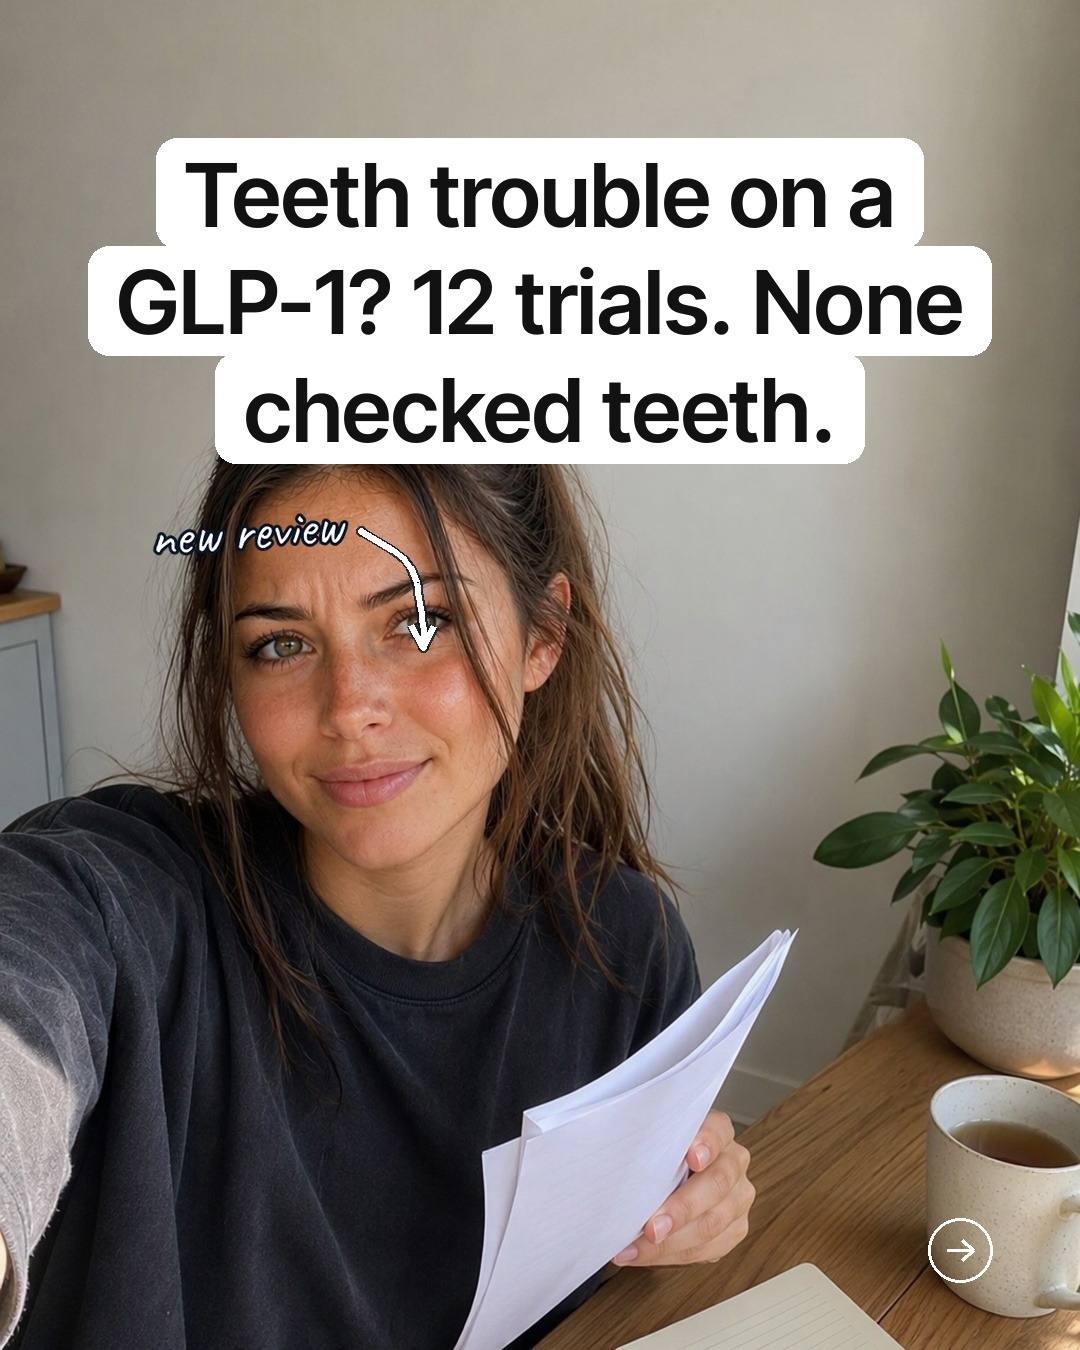 Teeth trouble on a
GLP-1? 12 trials. None
checked teeth.
new review